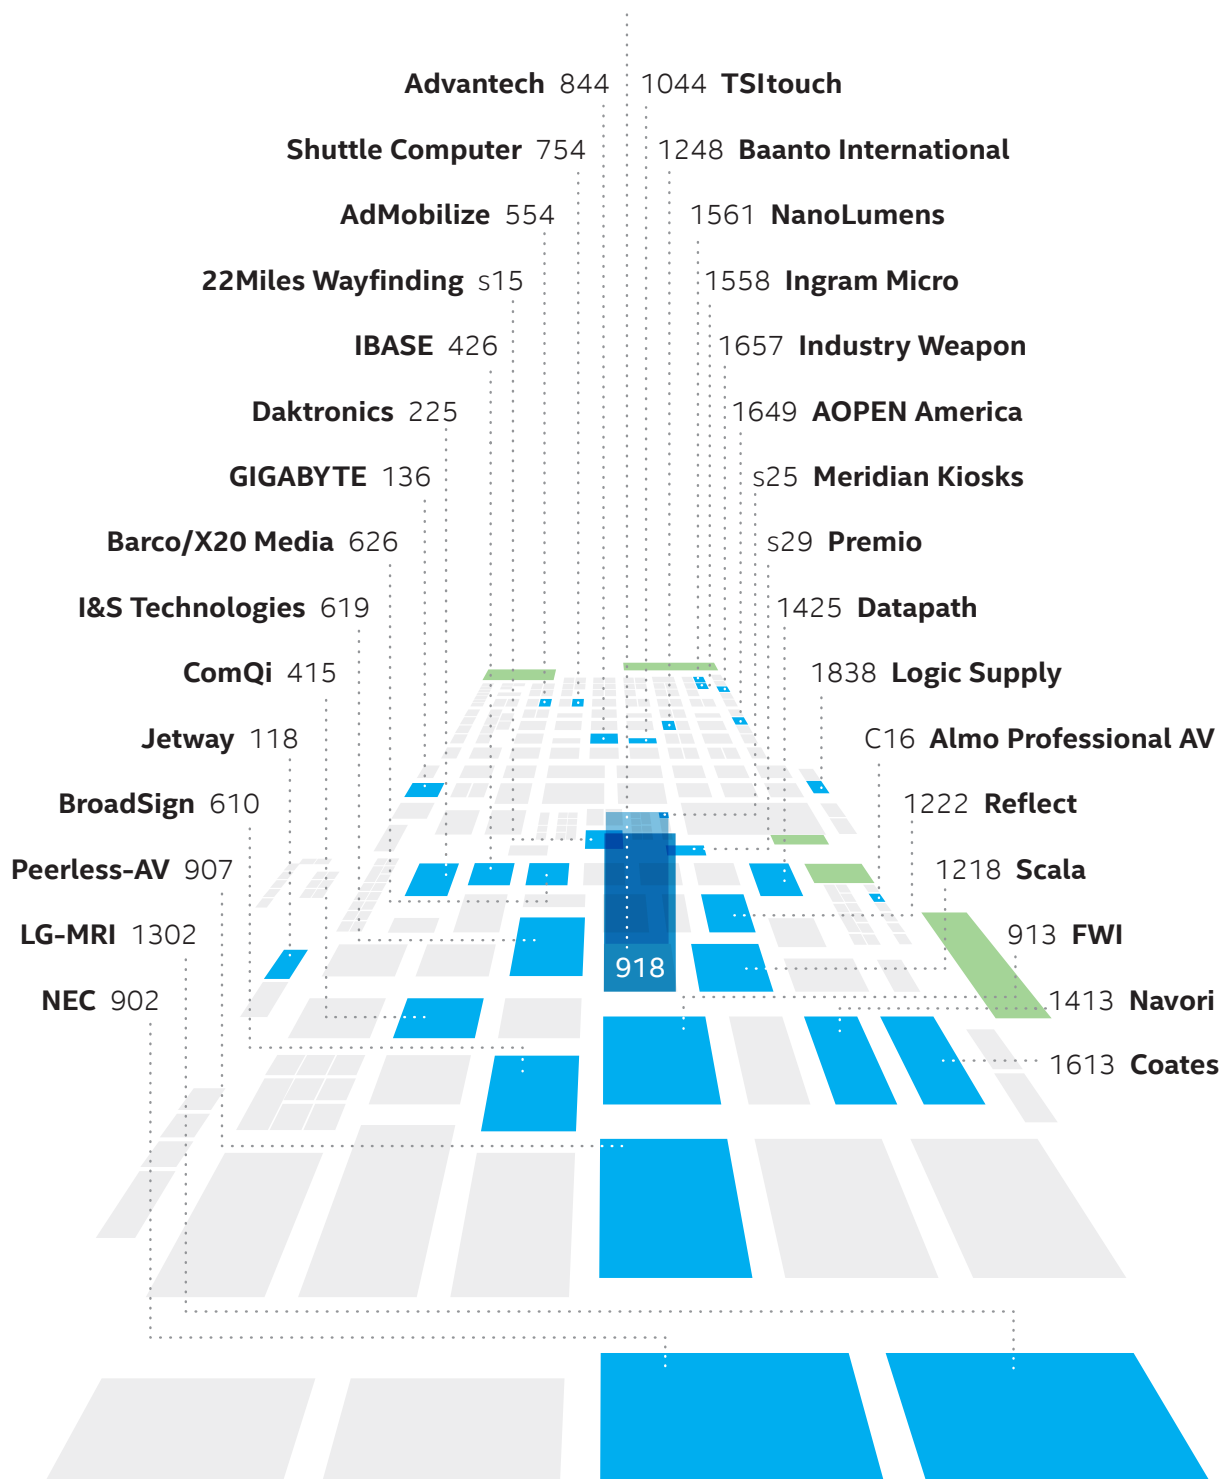 Advantech 844
1044 TSItouch
Shuttle Computer 754
1248 Baanto International
AdMobilize 554
1561 NanoLumens
22Miles Wayfinding s15
1558 Ingram Micro
IBASE 426
1657 Industry Weapon
Daktronics 225
1649 AOPEN America
GIGABYTE 136
s25 Meridian Kiosks
Barco/X20 Media 626
s29 Premio
I&S Technologies 619
1425 Datapath
ComQi 415
1838 Logic Supply
Jetway 118
C16 Almo Professional AV
BroadSign 610
1222 Reflect
Peerless-AV 907
1218 Scala
LG-MRI 1302
913 FWI
918
NEC 902
1413 Navori
1613 Coates